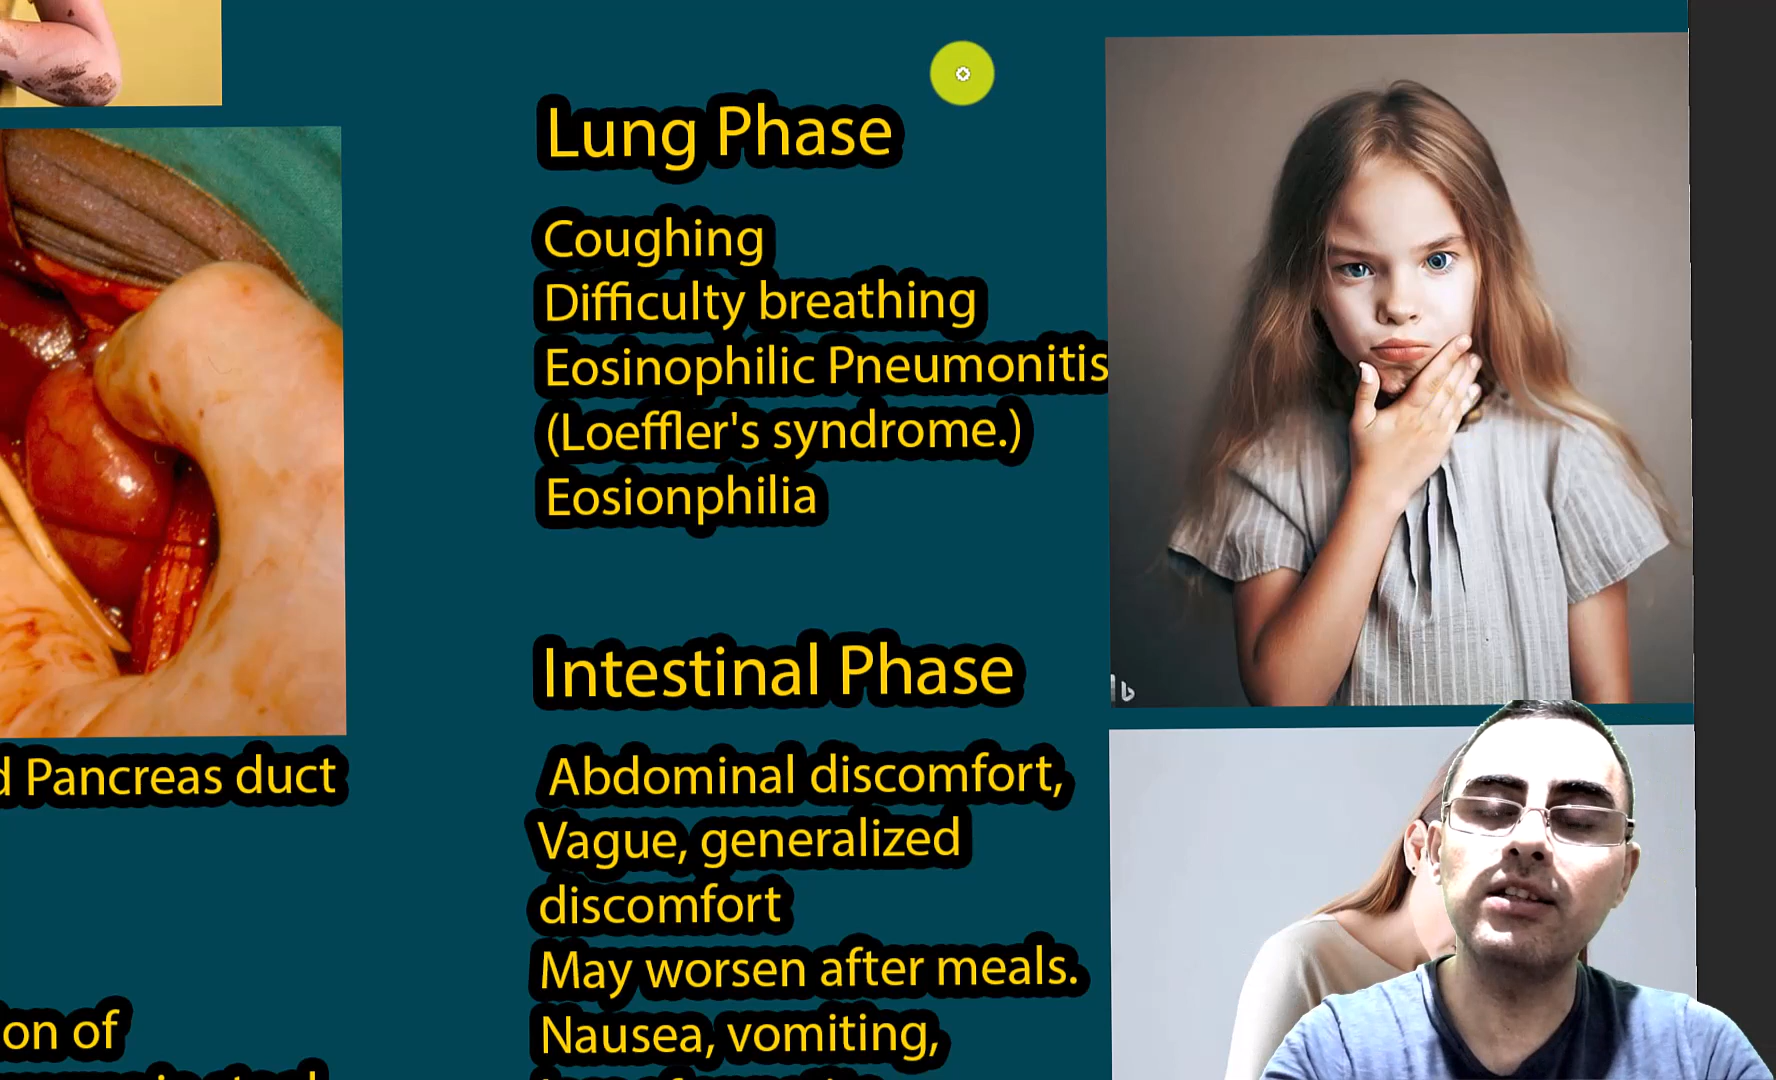 Lung Phase
Coughing
Difficulty breathing
Eosinophilic Pneumonitis
(Loeffler's syndrome.)
Eosionphilia
Intestinal Phase
Abdominal discomfort,
Vague, generalized
discomfort
May worsen after meals.
Nausea, vomiting,
d Pancreas duct
on of
b